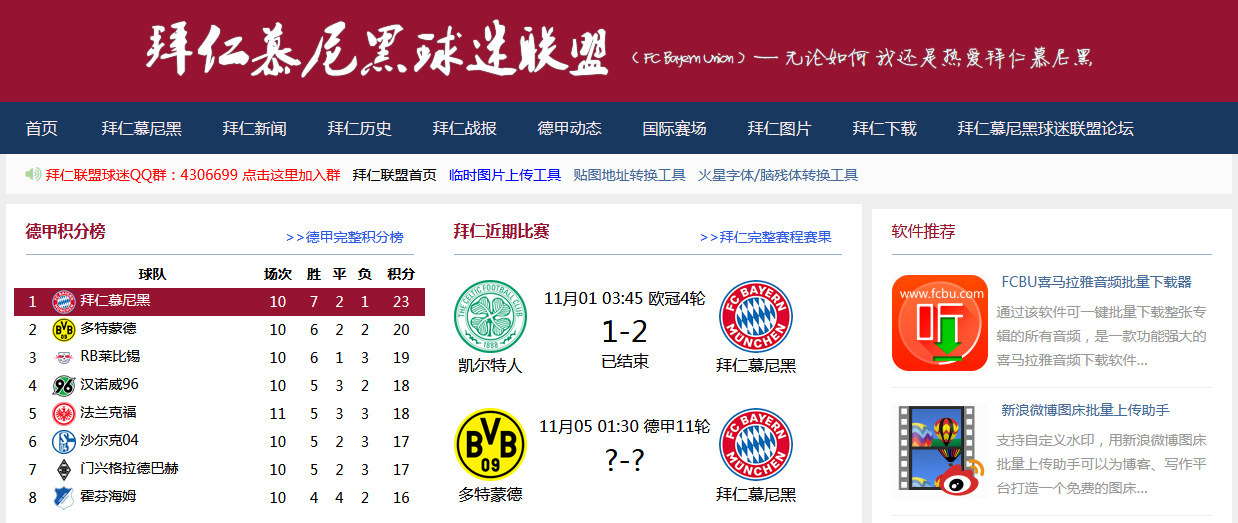 拜仁慕尼黑球迷联盟 （FC Bayern Union）— 无论如何 我还是热爱拜仁慕尼黑
首页 拜仁慕尼黑 拜仁新闻 拜仁历史 拜仁战报 德甲动态 国际赛场 拜仁图片 拜仁下载 拜仁慕尼黑球迷联盟论坛
拜仁联盟球迷QQ群：4306699 点击这里加入群 拜仁联盟首页 临时图片上传工具 贴图地址转换工具 火星字体/脑残体转换工具
德甲积分榜 >>德甲完整积分榜
球队 场次 胜 平 负 积分
1 拜仁慕尼黑 10 7 2 1 23
2 多特蒙德 10 6 2 2 20
3 RB莱比锡 10 6 1 3 19
4 汉诺威96 10 5 3 2 18
5 法兰克福 11 5 3 3 18
6 沙尔克04 10 5 2 3 17
7 门兴格拉德巴赫 10 5 2 3 17
8 霍芬海姆 10 4 4 2 16
拜仁近期比赛 >>拜仁完整赛程赛果
THE CELTIC FOOTBALL CLUB
1888
11月01 03:45 欧冠4轮
1-2
已结束
FC BAYERN
MÜNCHEN
凯尔特人 拜仁慕尼黑
BVB
09
11月05 01:30 德甲11轮
?-?
FC BAYERN
MÜNCHEN
多特蒙德 拜仁慕尼黑
软件推荐
www.fcbu.com
听
FCBU喜马拉雅音频批量下载器
通过该软件可一键批量下载整张专
辑的所有音频，是一款功能强大的
喜马拉雅音频下载软件...
新浪微博图床批量上传助手
支持自定义水印，用新浪微博图床
批量上传助手可以为博客、写作平
台打造一个免费的图床...